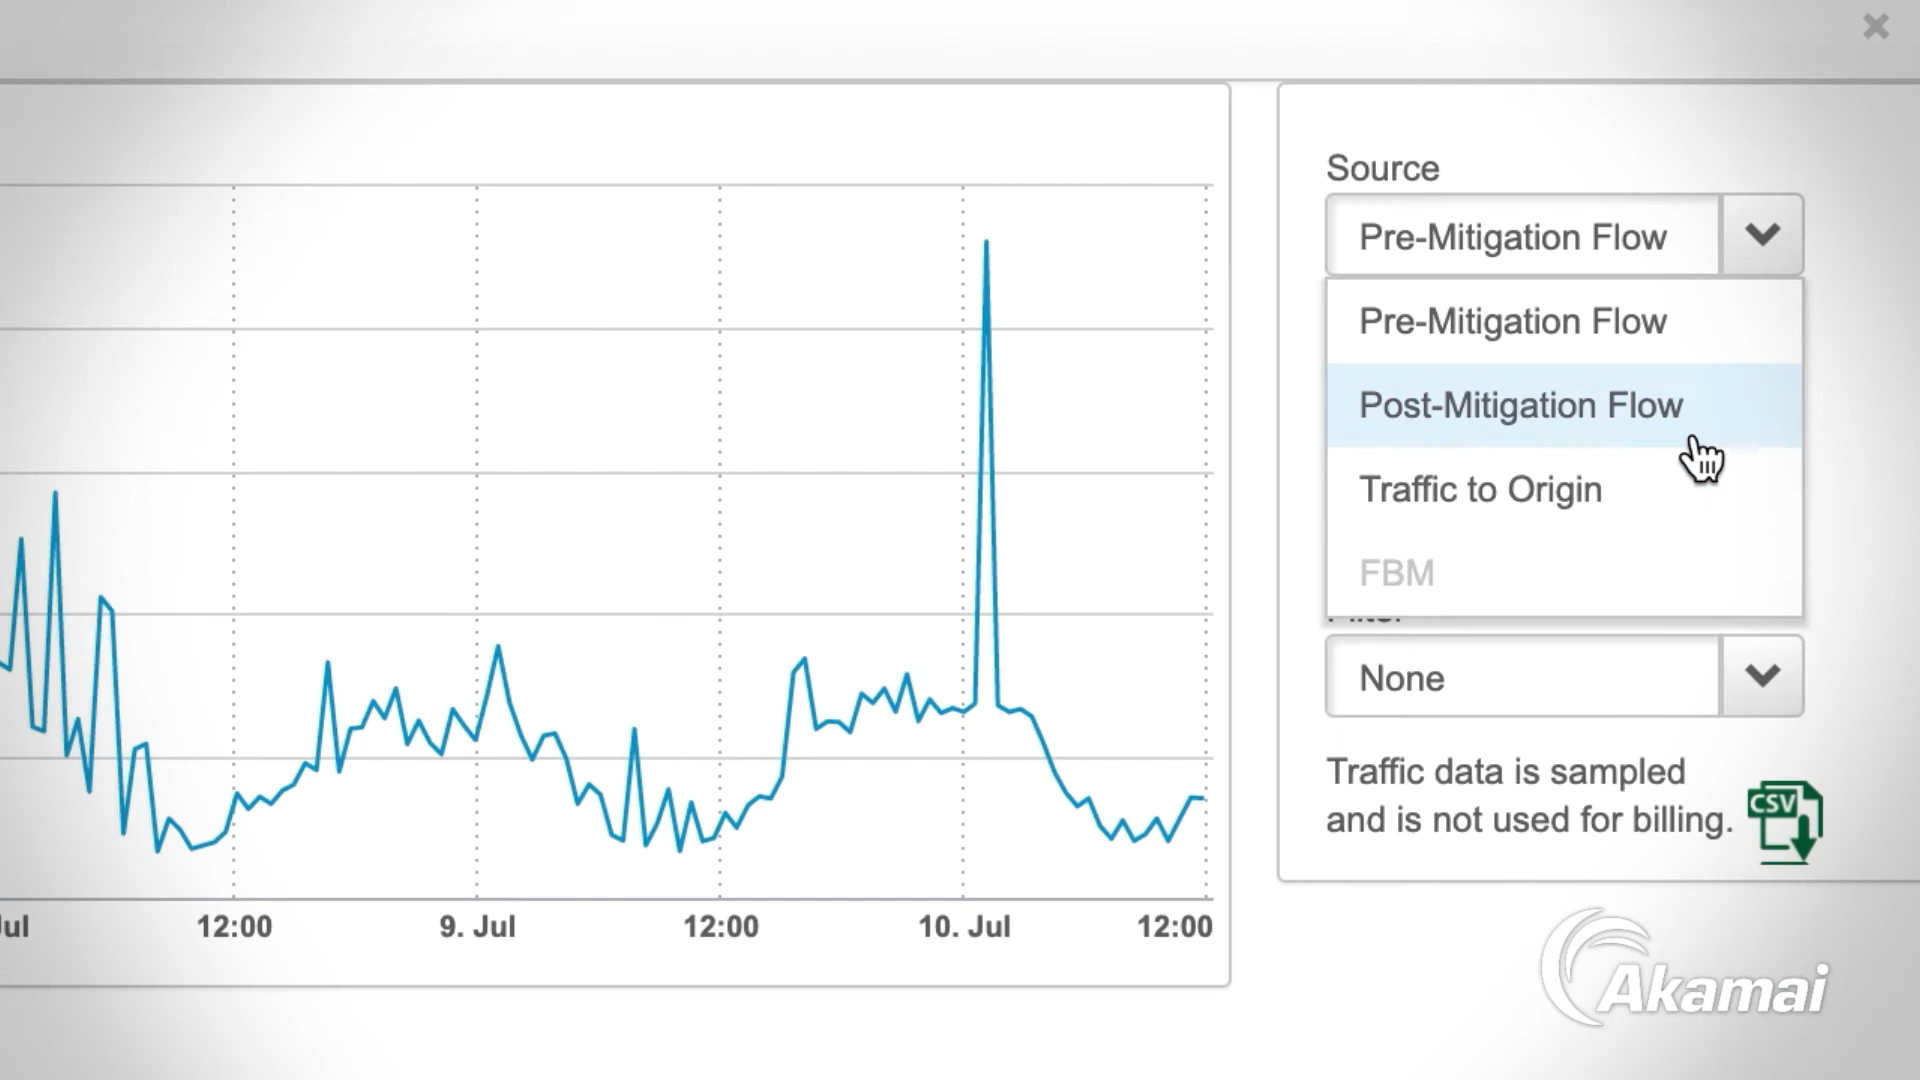 Source
Pre-Mitigation Flow
Pre-Mitigation Flow
Post-Mitigation Flow
Traffic to Origin
FBM
None
Traffic data is sampled
and is not used for billing.
CSV
12:00 9. Jul 12:00 10. Jul 12:00
Akamai